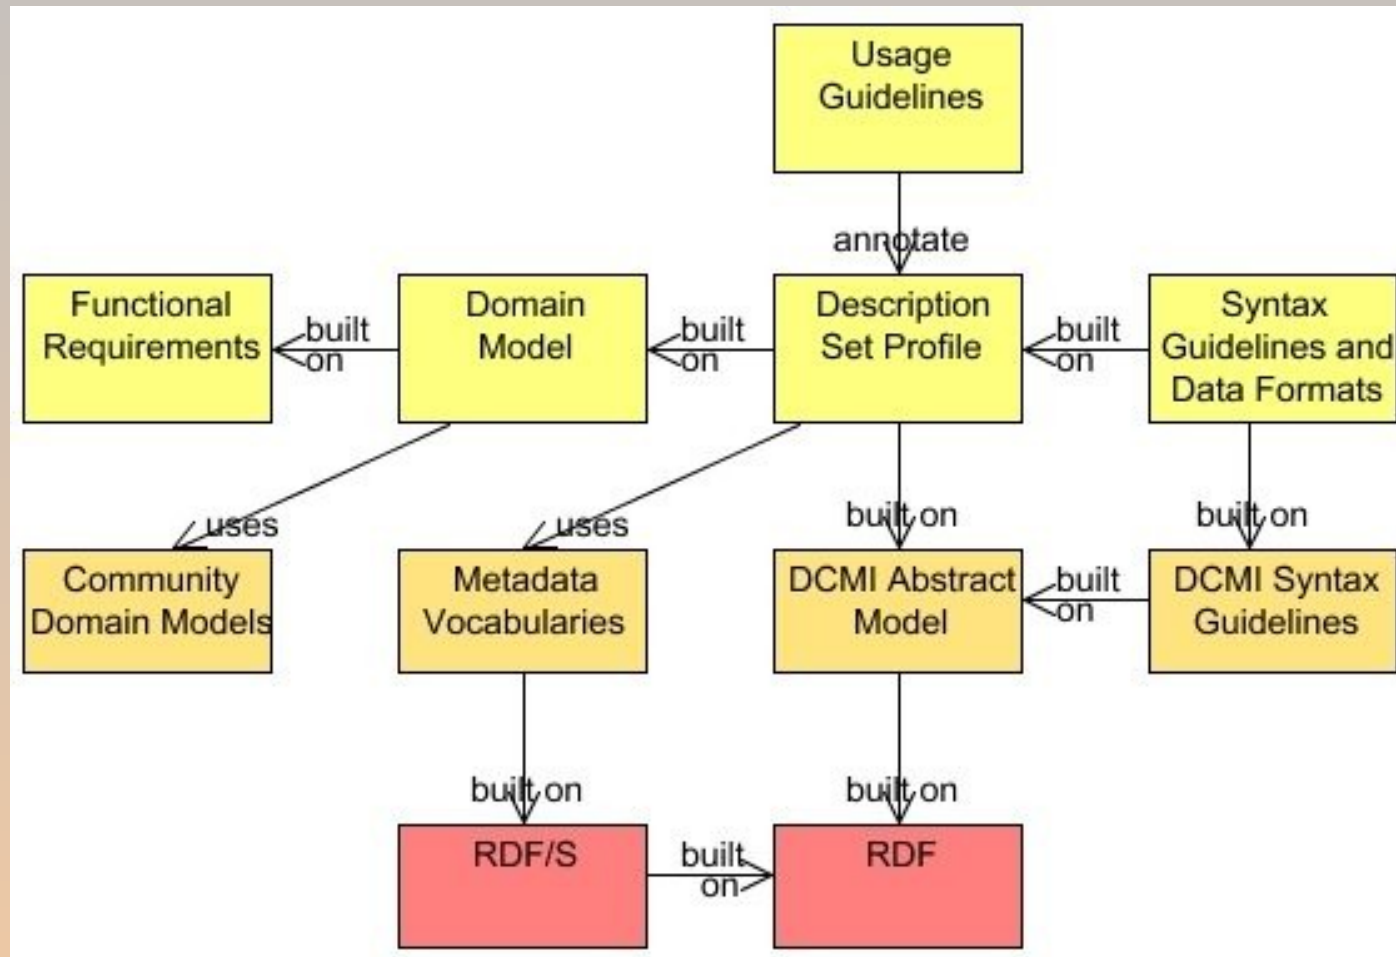 Usage
Guidelines
annotate
Functional
Requirements
built
on
Domain
Model
built
on
Description
Set Profile
built
on
Syntax
Guidelines and
Data Formats
uses
uses
built on
built on
Community
Domain Models
Metadata
Vocabularies
DCMI Abstract
Model
built
on
DCMI Syntax
Guidelines
built on
built on
RDF/S
built
on
RDF